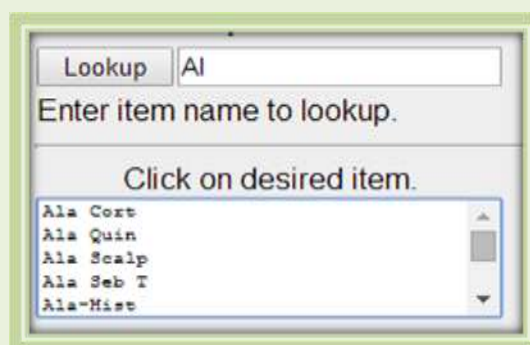 Lookup Al
Enter item name to lookup.
Click on desired item.
Ala Cort
Ala Quin
Ala Scalp
Ala Seb T
Ala-Hist